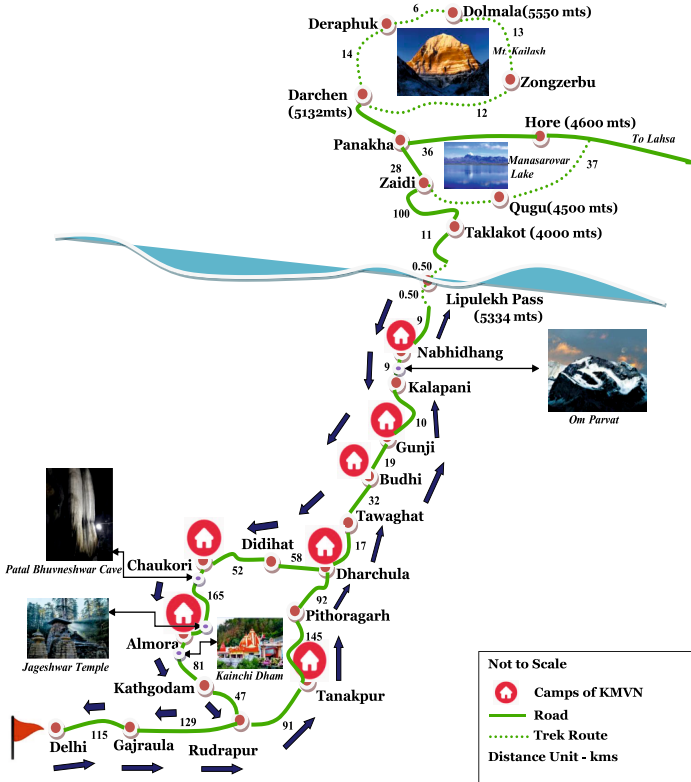 6
Dolmala(5550 mts)
Deraphuk
13
14
Mt. Kailash
Zongzerbu
Darchen
(5132mts)
12
Hore (4600 mts)
To Lahsa
Panakha
36
Manasarovar
Lake
37
28
Zaidi
100
Qugu(4500 mts)
11
Taklakot (4000 mts)
0.50
0.50
Lipulekh Pass
(5334 mts)
9
Nabhidhang
9
Kalapani
10
Om Parvat
Gunji
19
Budhi
32
Tawaghat
17
Didihat
58
Chaukori
52
Dharchula
Patal Bhuvneshwar Cave
165
92
Pithoragarh
Almora
145
Jageshwar Temple
81
Kainchi Dham
Kathgodam
Tanakpur
47
91
129
115
Delhi
Gajraula
Rudrapur
Not to Scale
Camps of KMVN
Road
Trek Route
Distance Unit - kms